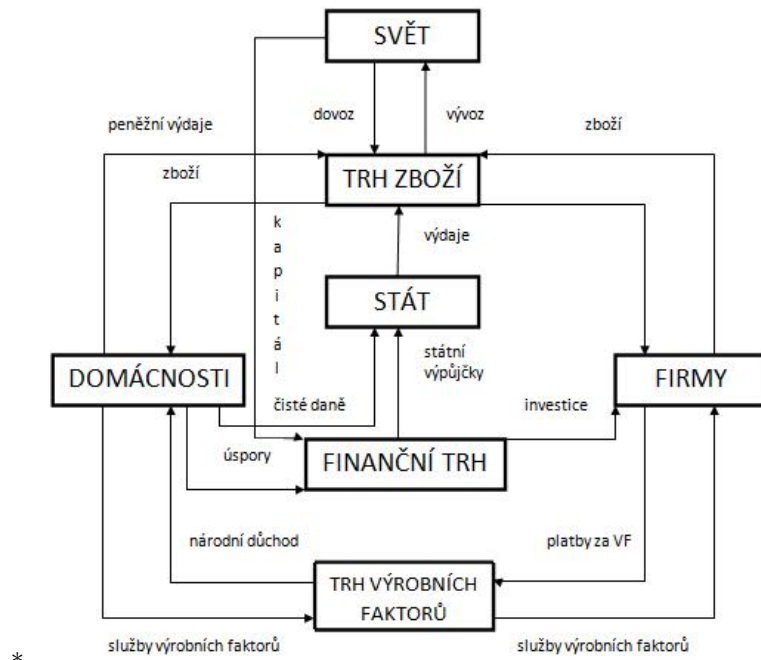 SVĚT
dovoz
vývoz
peněžní výdaje
zboží
zboží
TRH ZBOŽÍ
kapitál
výdaje
STÁT
státní
výpůjčky
DOMÁCNOSTI
FIRMY
čisté daně
investice
úspory
FINANČNÍ TRH
národní důchod
platby za VF
TRH VÝROBNÍCH
FAKTORŮ
služby výrobních faktorů
služby výrobních faktorů
*